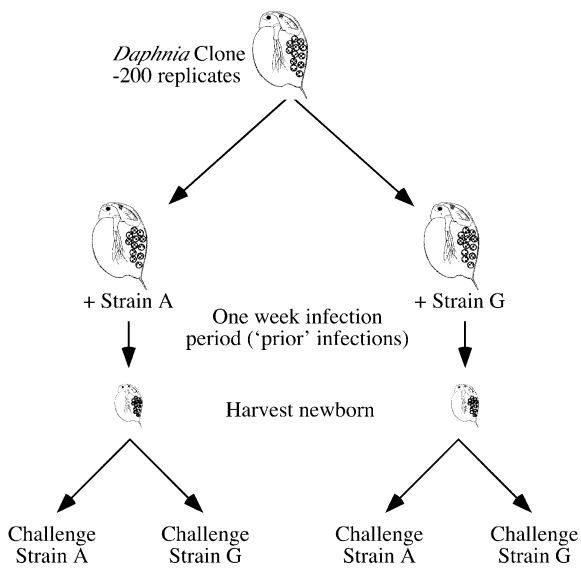 Daphnia Clone
-200 replicates
+ Strain A
+ Strain G
One week infection
period (‘prior’ infections)
Harvest newborn
Challenge
Strain A
Challenge
Strain G
Challenge
Strain A
Challenge
Strain G